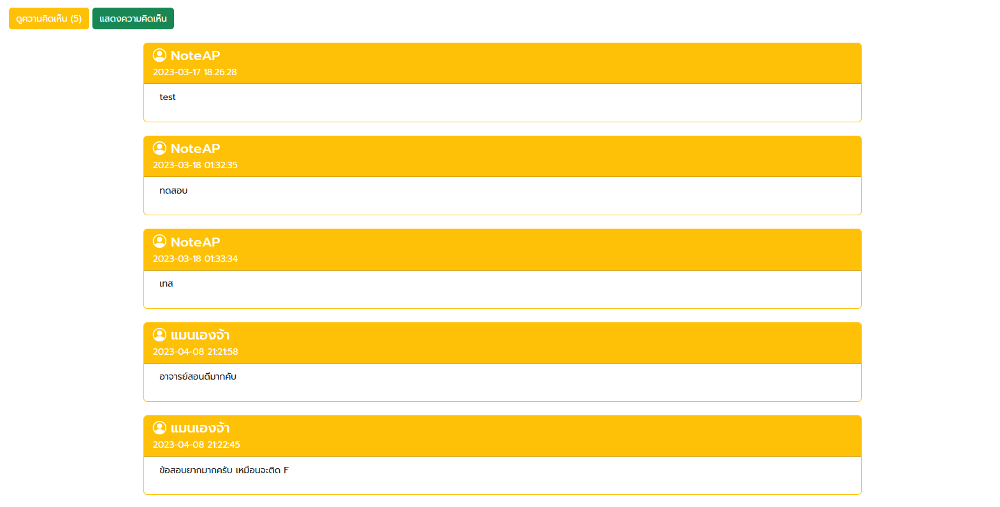 ดูความคิดเห็น (5) แสดงความคิดเห็น
NoteAP
2023-03-17 18:26:28
test
NoteAP
2023-03-18 01:32:35
ทดสอบ
NoteAP
2023-03-18 01:33:34
เทส
แมนเองจ้า
2023-04-08 21:21:58
อาจารย์สอนดีมากคับ
แมนเองจ้า
2023-04-08 21:22:45
ข้อสอบยากมากครับ เหมือนจะติด F